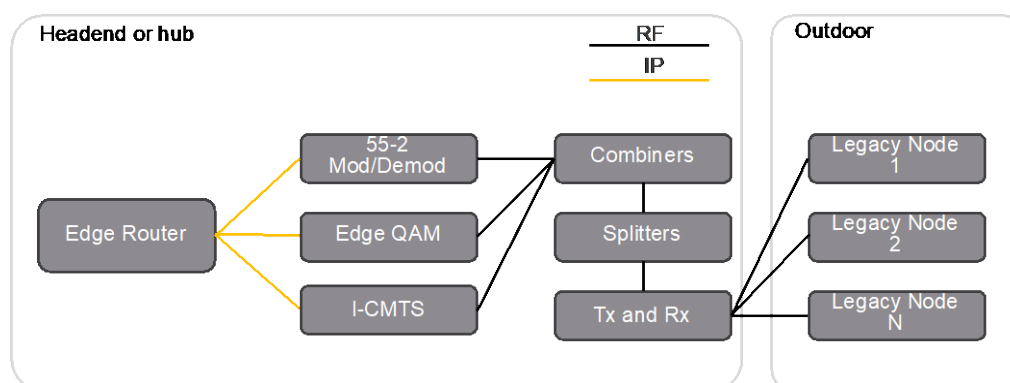 Headend or hub
RF
IP
Outdoor
55-2
Mod/Demod
Combiners
Legacy Node
1
Edge Router
Edge QAM
Splitters
Legacy Node
2
I-CMTS
Tx and Rx
Legacy Node
N